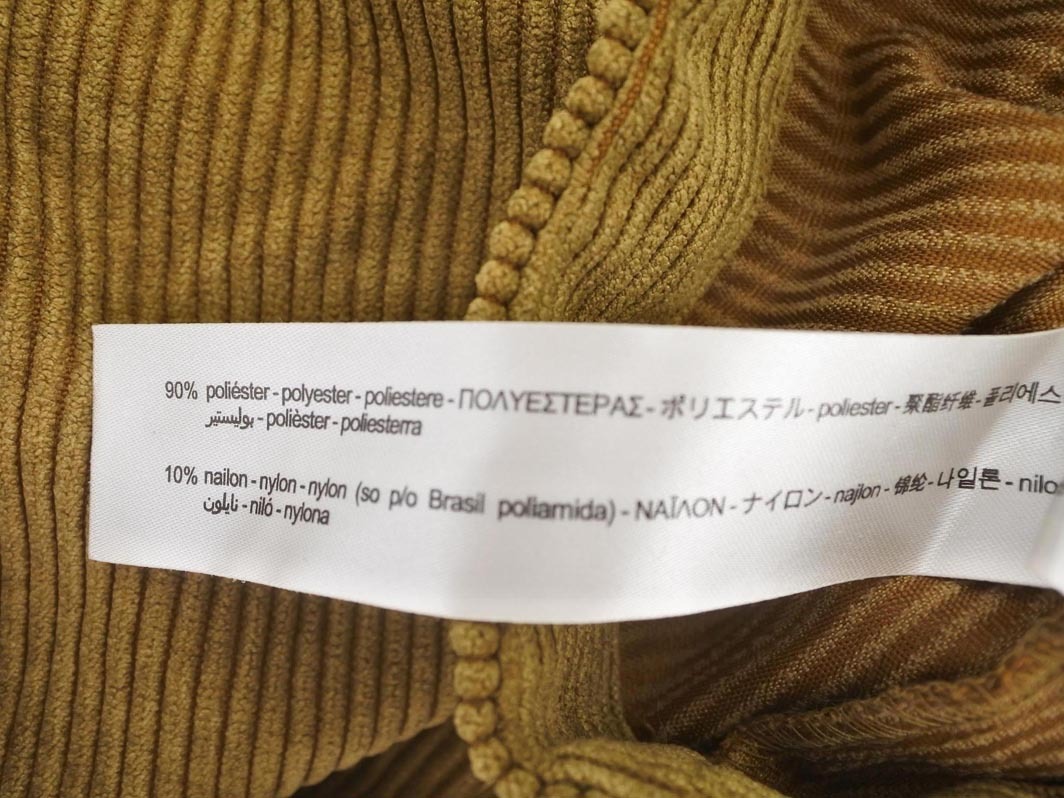 90% poliéster - polyester - poliestere - ΠΟΛΥΕΣΤΕΡΑΣ - ポリエステル - poliester - 聚酯纤维 - 폴리에스
بوليستير - polièster - poliesterra
10% nailon - nylon - nylon (so p/o Brasil poliamida) - ΝΑΪΛΟΝ - ナイロン - najlon - 锦纶 - 나일론 - nilo
نايلون - niló - nylona